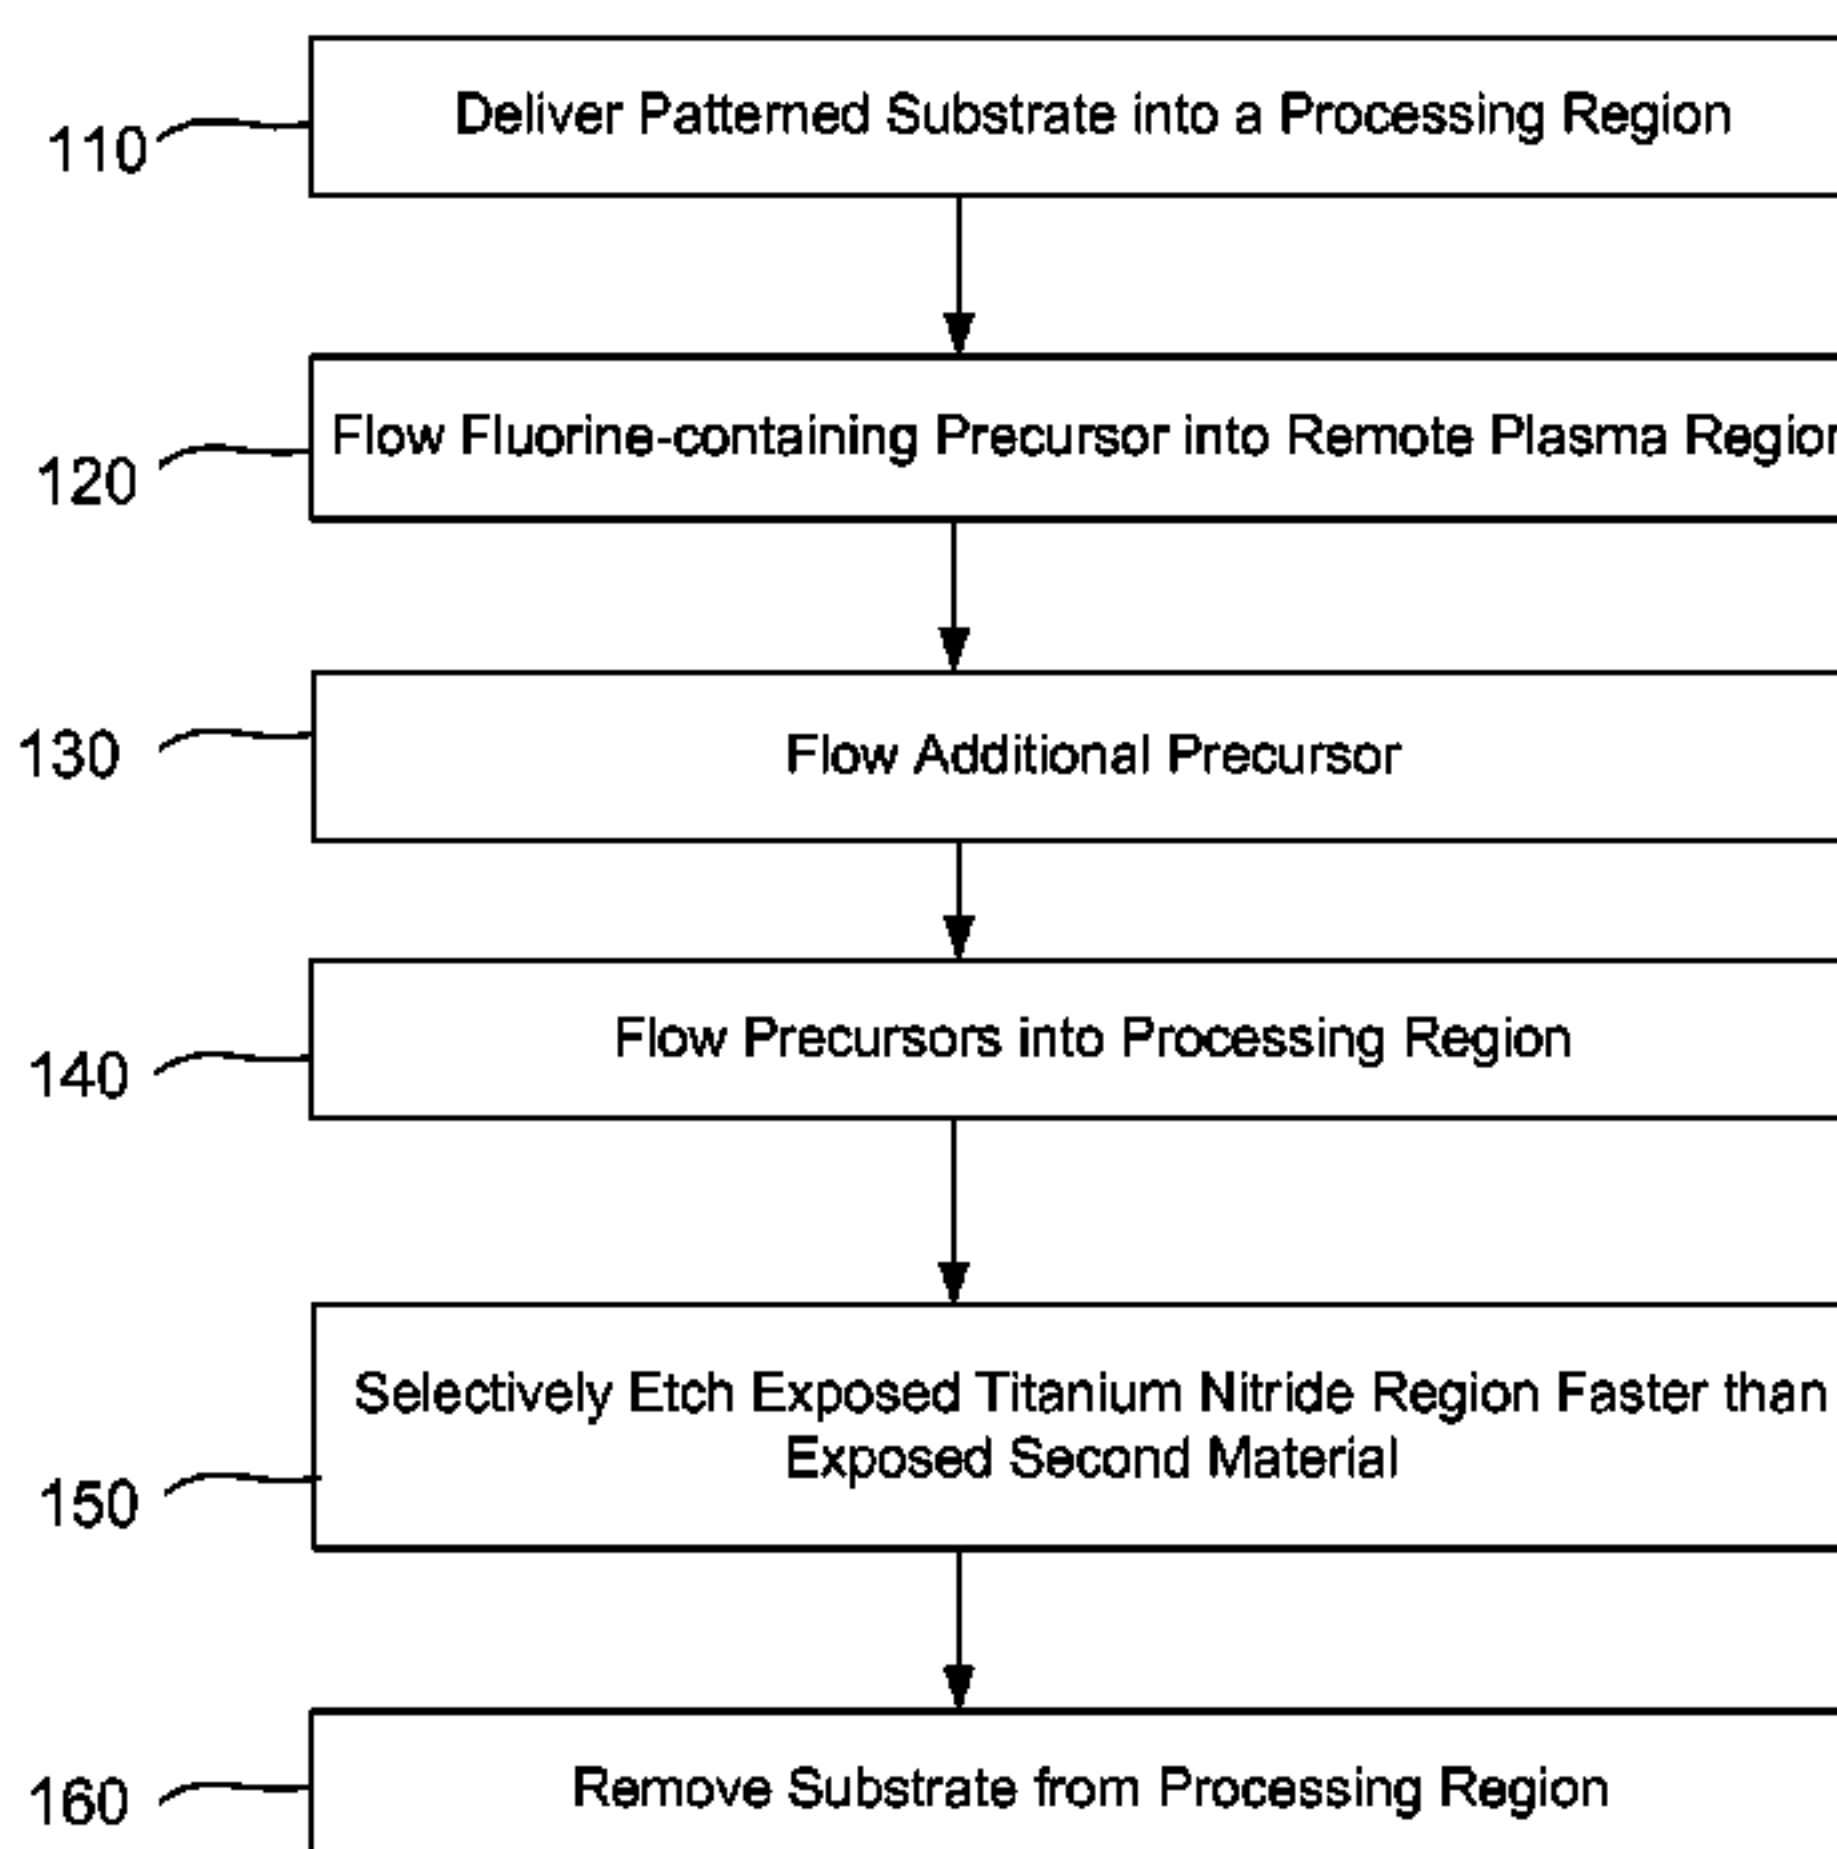 110
Deliver Patterned Substrate into a Processing Region
120
Flow Fluorine-containing Precursor into Remote Plasma Region
130
Flow Additional Precursor
140
Flow Precursors into Processing Region
150
Selectively Etch Exposed Titanium Nitride Region Faster than
Exposed Second Material
160
Remove Substrate from Processing Region